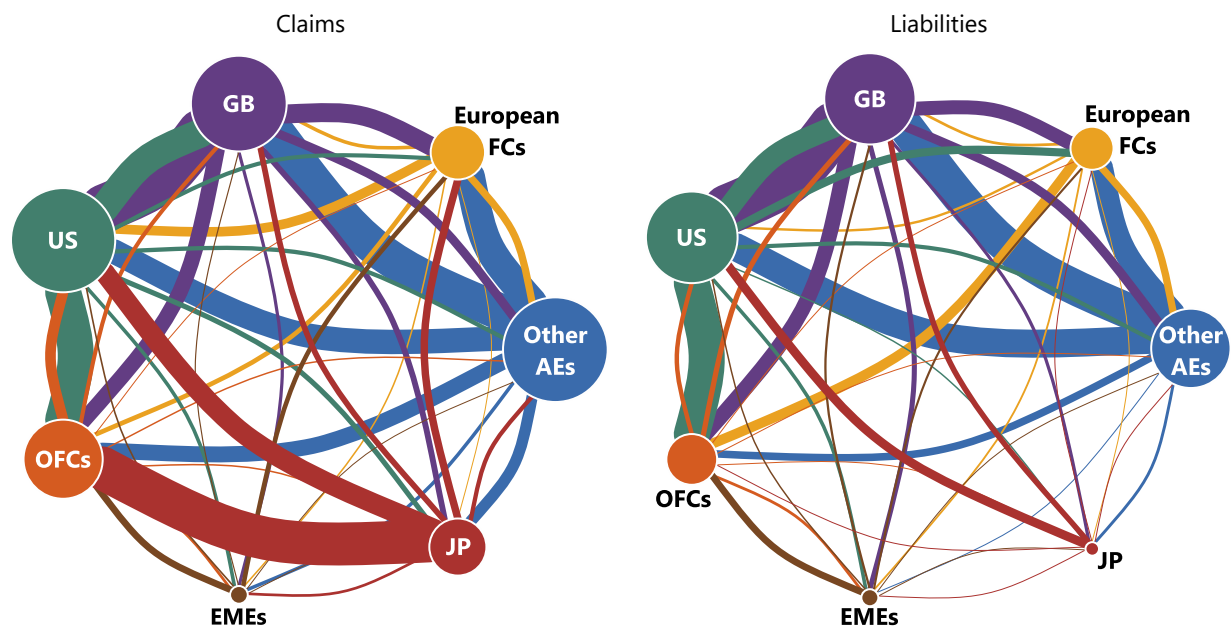 Claims
GB
European
FCs
US
Other
AEs
OFCs
JP
EMEs
Liabilities
GB
European
FCs
US
Other
AEs
OFCs
JP
EMEs